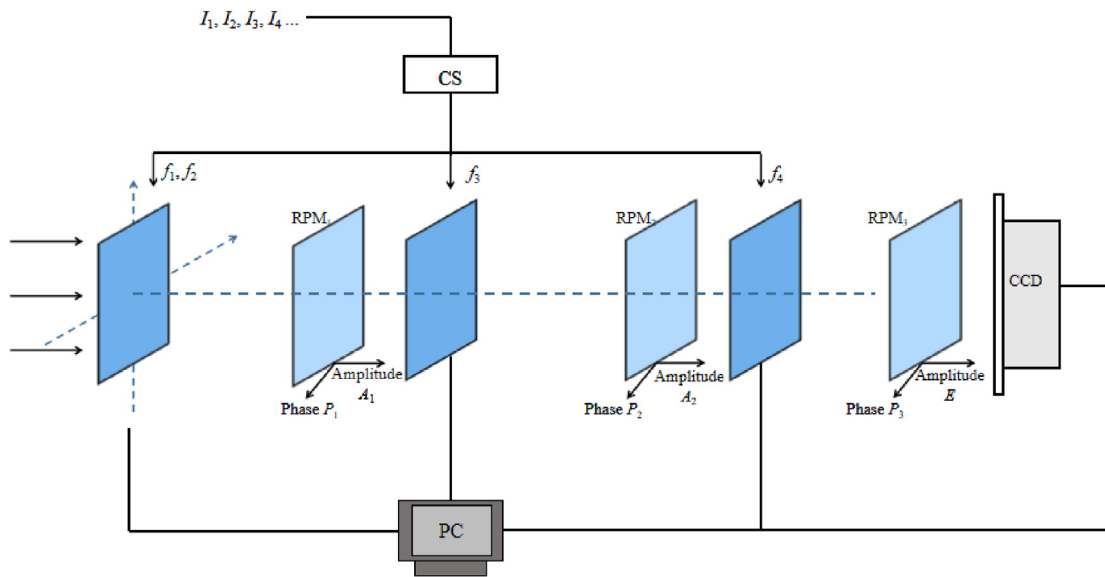 I₁, I₂, I₃, I₄ ...
CS
f₁, f₂
f₃
f₄
RPM₁
RPM₂
RPM₃
CCD
Amplitude
A₁
Phase P₁
Amplitude
A₂
Phase P₂
Amplitude
E
Phase P₃
PC